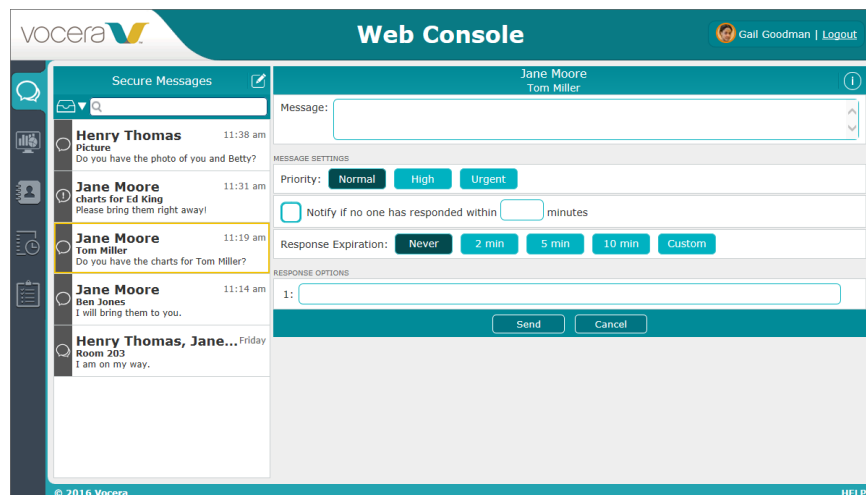 vocera
Web Console
Gail Goodman | Logout
Secure Messages
Henry Thomas 11:38 am
Picture
Do you have the photo of you and Betty?
Jane Moore 11:31 am
charts for Ed King
Please bring them right away!
Jane Moore 11:19 am
Tom Miller
Do you have the charts for Tom Miller?
Jane Moore 11:14 am
Ben Jones
I will bring them to you.
Henry Thomas, Jane... Friday
Room 203
I am on my way.
Jane Moore
Tom Miller
Message:
MESSAGE SETTINGS
Priority: Normal High Urgent
Notify if no one has responded within minutes
Response Expiration: Never 2 min 5 min 10 min Custom
RESPONSE OPTIONS
1:
Send Cancel
© 2016 Vocera HELP